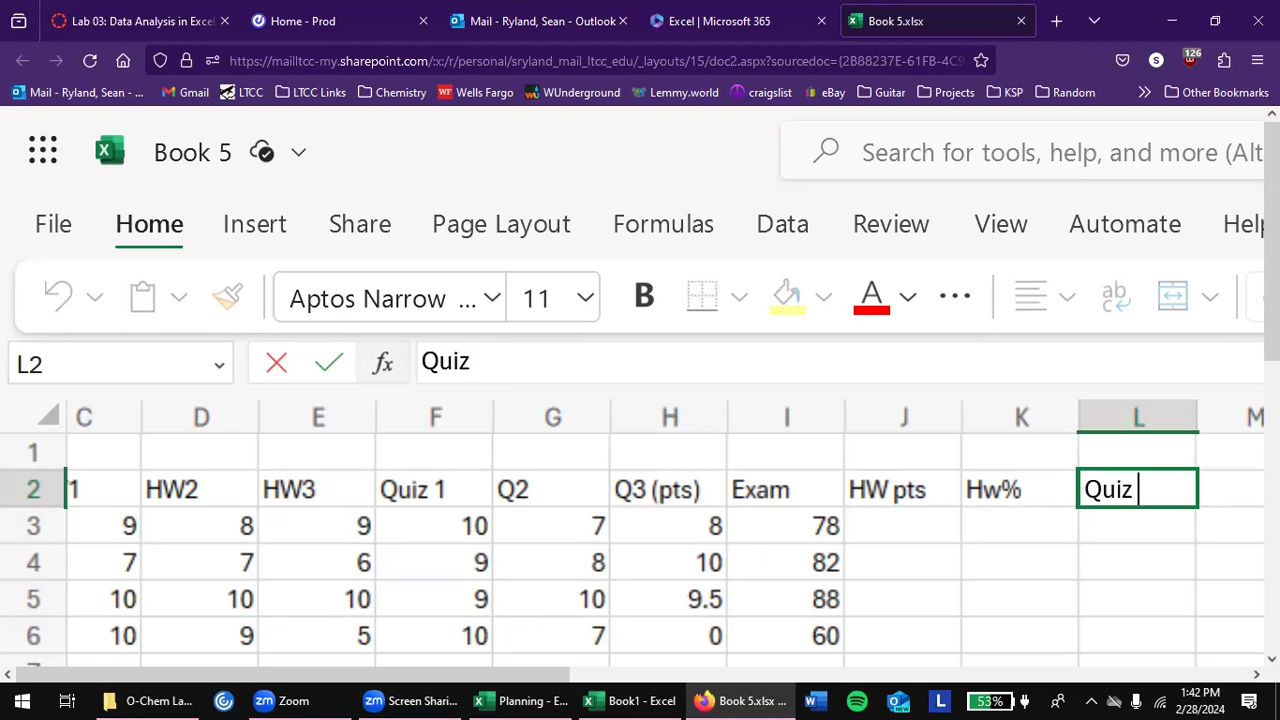 Lab 03: Data Analysis in Excel
Home - Prod
Mail - Ryland, Sean - Outlook
Excel | Microsoft 365
Book 5.xlsx
https://mailltcc-my.sharepoint.com/:x:/r/personal/sryland_mail_ltcc_edu/_layouts/15/doc2.aspx?sourcedoc={2B88237E-61FB-4C9
126
Mail - Ryland, Sean - ...
Gmail
LTCC
LTCC Links
Chemistry
Wells Fargo
WUnderground
Lemmy.world
craigslist
eBay
Guitar
Projects
KSP
Random
Other Bookmarks
Book 5
Search for tools, help, and more (Alt
File Home Insert Share Page Layout Formulas Data Review View Automate Help
Aptos Narrow ... 11 B A ab c ...
L2 fx Quiz
C D E F G H I J K L M
1
2 1 HW2 HW3 Quiz 1 Q2 Q3 (pts) Exam HW pts Hw% Quiz
3 9 8 9 10 7 8 78
4 7 7 6 9 8 10 82
5 10 10 10 9 10 9.5 88
6 10 9 5 10 7 0 60
O-Chem La...
Zoom
Screen Shari...
Planning - E...
Book1 - Excel
Book 5.xlsx ...
L
53%
1:42 PM
2/28/2024